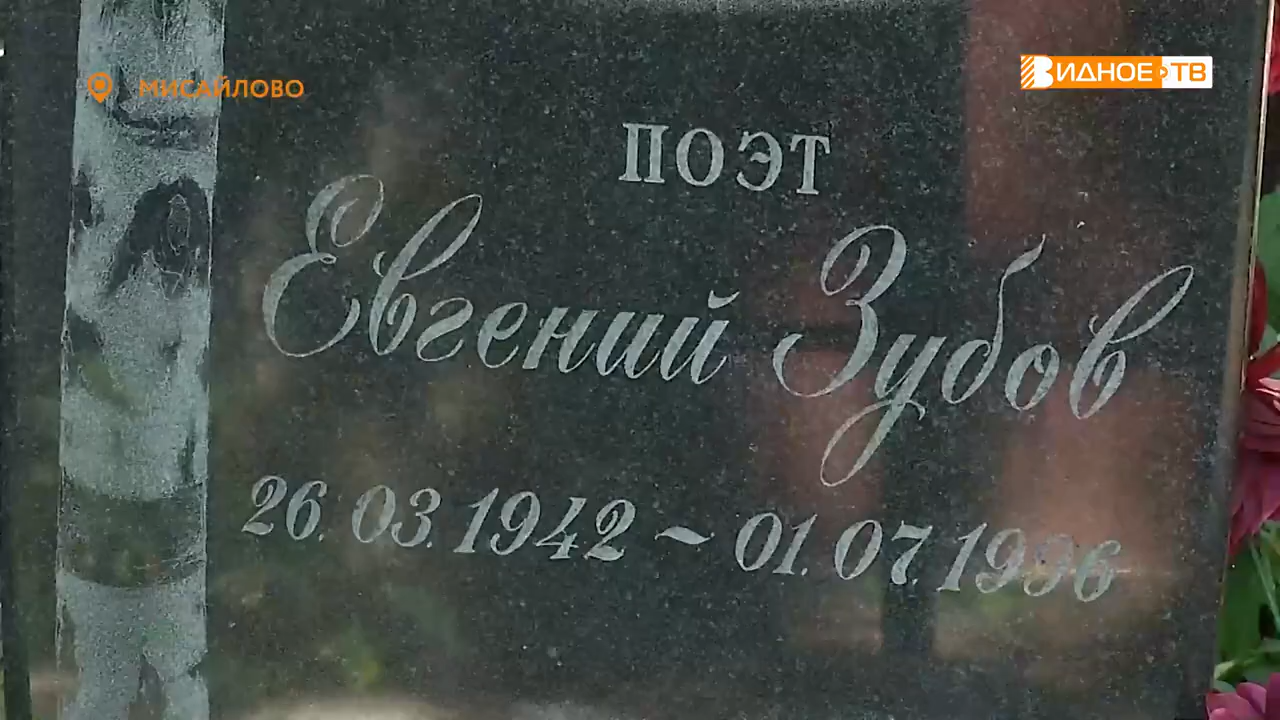 МИСАЙЛОВО
ВИДНОЕ ТВ
ПОЭТ
Евгений Зубов
26.03.1942 ~ 01.07.1996